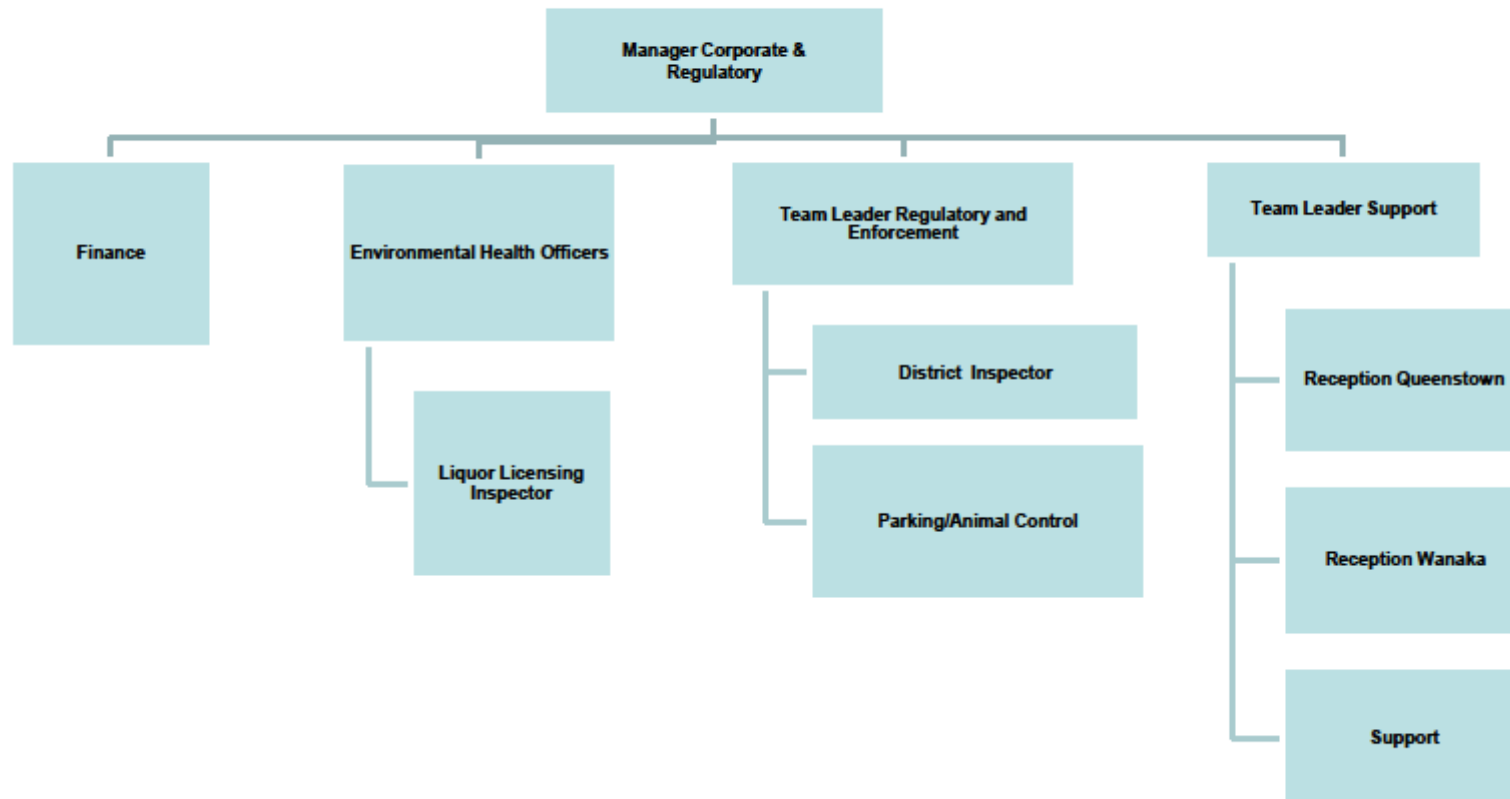 Manager Corporate &
Regulatory
Finance
Environmental Health Officers
Team Leader Regulatory and
Enforcement
Team Leader Support
District Inspector
Reception Queenstown
Liquor Licensing
Inspector
Parking/Animal Control
Reception Wanaka
Support